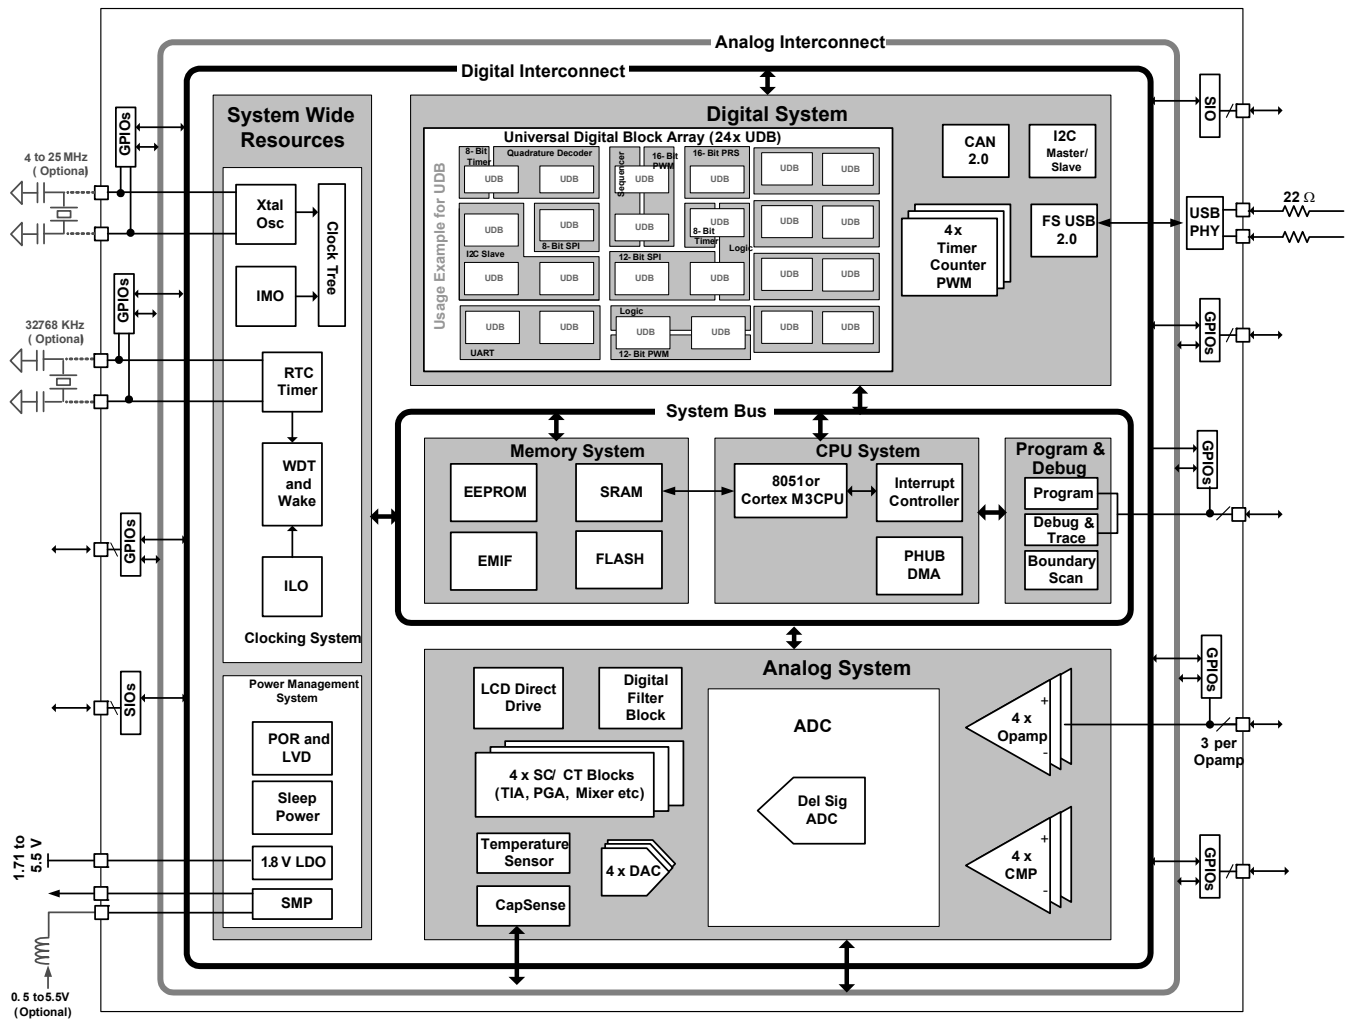 Analog Interconnect
Digital Interconnect
System Wide
Resources
Xtal
Osc
IMO
Clock Tree
RTC
Timer
WDT
and
Wake
ILO
Clocking System
Power Management
System
POR and
LVD
Sleep
Power
1.8 V LDO
SMP
4 to 25 MHz
( Optional)
GPIOs
32768 KHz
( Optional)
GPIOs
GPIOs
SIOs
1.71 to
5.5 V
0. 5 to5.5V
(Optional)
Digital System
Universal Digital Block Array (24x UDB)
Usage Example for UDB
8- Bit
Timer
Quadrature Decoder
Sequencer
16- Bit
PWM
16- Bit PRS
UDB
UDB
UDB
UDB
UDB
UDB
UDB
UDB
UDB
UDB
UDB
UDB
I2C Slave
8- Bit SPI
8- Bit
Timer
Logic
12- Bit SPI
UDB
UDB
UDB
UDB
UDB
UDB
Logic
UDB
UDB
UDB
UDB
UDB
UDB
UART
12- Bit PWM
CAN
2.0
I2C
Master/
Slave
4x
Timer
Counter
PWM
FS USB
2.0
System Bus
Memory System
EEPROM
SRAM
EMIF
FLASH
CPU System
8051or
Cortex M3CPU
Interrupt
Controller
PHUB
DMA
Program &
Debug
Program
Debug &
Trace
Boundary
Scan
Analog System
LCD Direct
Drive
Digital
Filter
Block
4 x SC/ CT Blocks
(TIA, PGA, Mixer etc)
Temperature
Sensor
4 x DAC
CapSense
ADC
Del Sig
ADC
+
4 x
Opamp
-
+
4 x
CMP
-
SIO
USB
PHY
22 Ω
GPIOs
GPIOs
GPIOs
3 per
Opamp
GPIOs